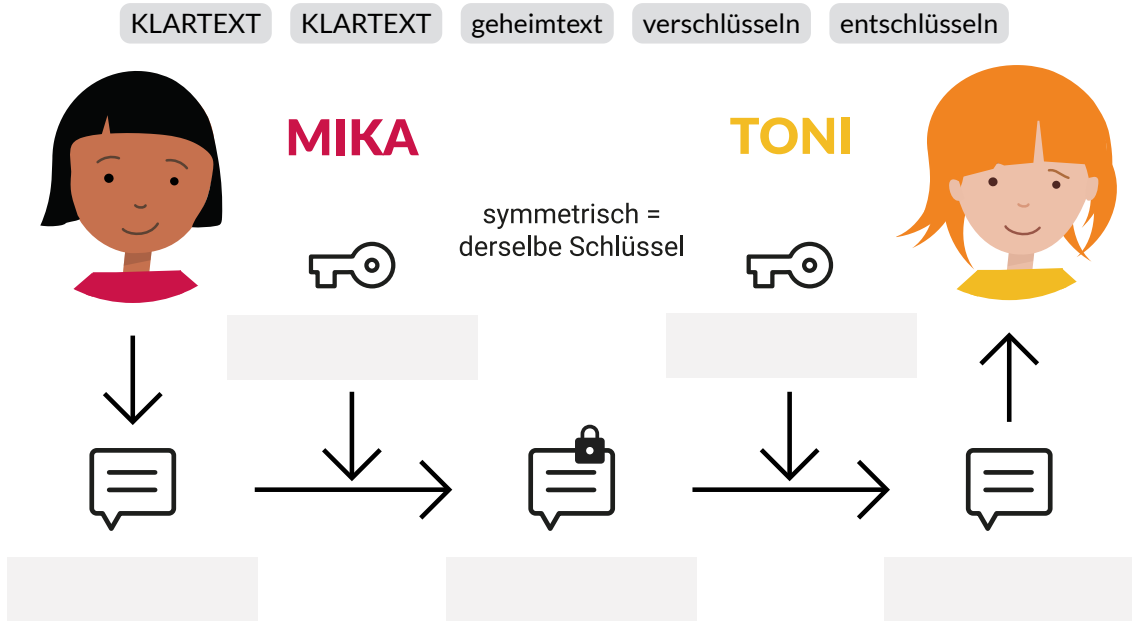 KLARTEXT KLARTEXT geheimtext verschlüsseln entschlüsseln
MIKA
TONI
symmetrisch =
derselbe Schlüssel